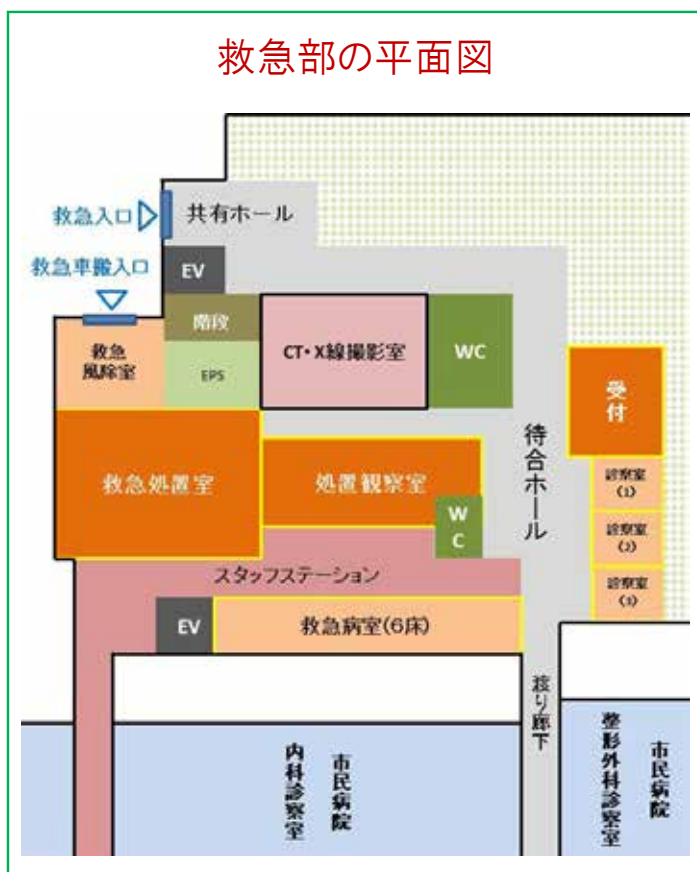 救急部の平面図
救急入口
共有ホール
救急車搬入口
EV
階段
救急
風除室
EPS
CT・X線撮影室
WC
受付
待合ホール
救急処置室
処置観察室
WC
診察室
(1)
診察室
(2)
診察室
(3)
スタッフステーション
EV
救急病室(6床)
渡り廊下
市民病院
内科診察室
市民病院
整形外科診察室